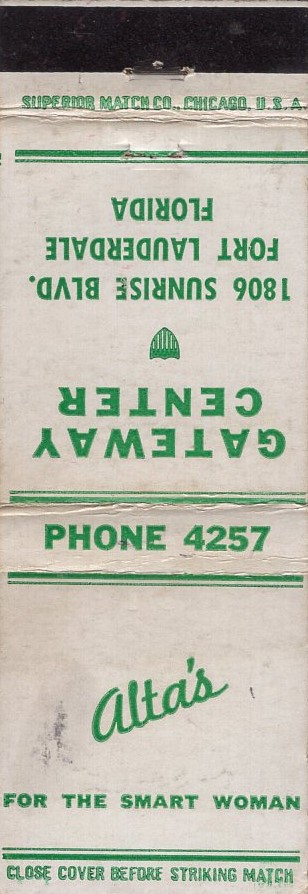 SUPERIOR MATCH CO., CHICAGO, U. S. A.
GATEWAY
CENTER
1806 SUNRISE BLVD.
FORT LAUDERDALE
FLORIDA
PHONE 4257
Alta's
FOR THE SMART WOMAN
CLOSE COVER BEFORE STRIKING MATCH